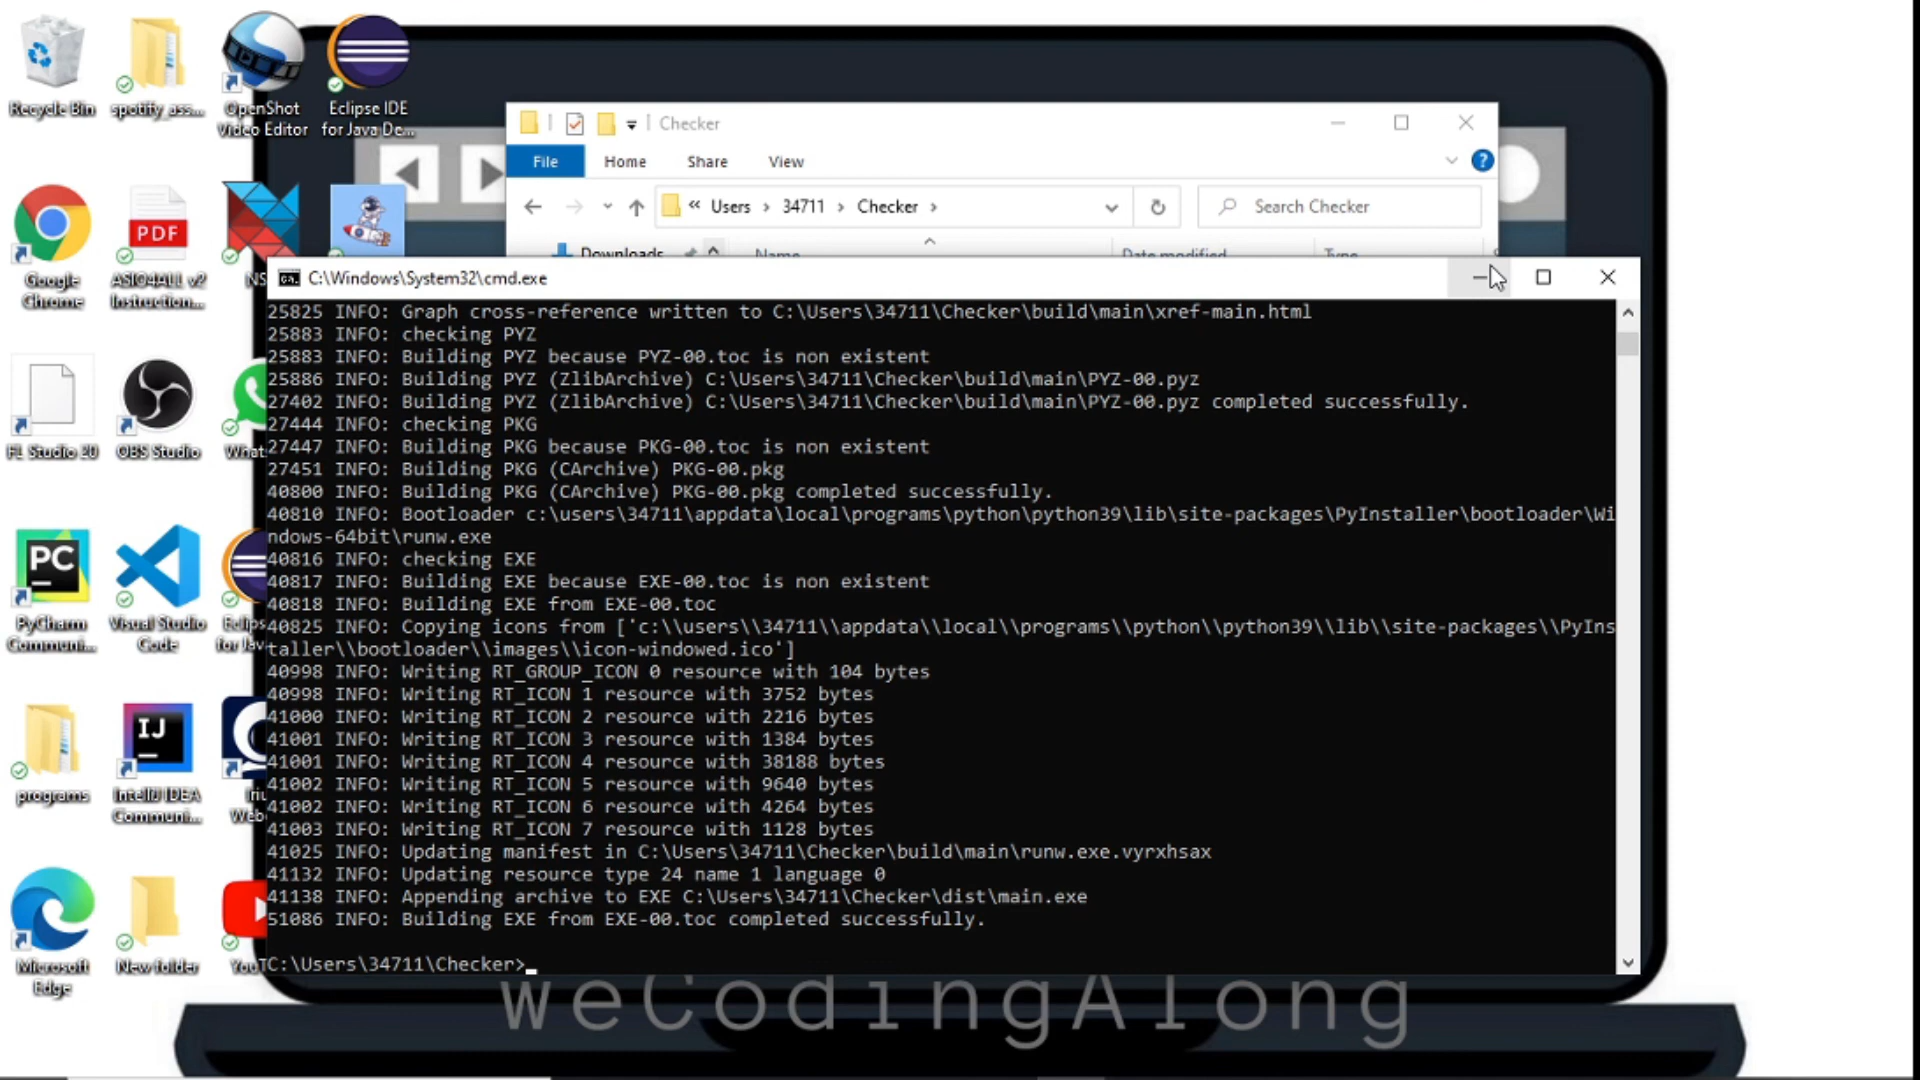 Recycle Bin
spotify_ass...
OpenShot Video Editor
Eclipse IDE for Java De...
Google Chrome
ASIO4ALL v2 Instruction...
NS
FL Studio 20
OBS Studio
What
PyCharm Communi...
Visual Studio Code
Eclips for Jav
programs
IntelliJ IDEA Communi...
Web
Microsoft Edge
New folder
YouT
PDF
PC
IJ
Checker
File
Home
Share
View
« Users > 34711 > Checker >
Search Checker
Downloads
Name
Date modified
Type
C:\Windows\System32\cmd.exe
25825 INFO: Graph cross-reference written to C:\Users\34711\Checker\build\main\xref-main.html
25883 INFO: checking PYZ
25883 INFO: Building PYZ because PYZ-00.toc is non existent
25886 INFO: Building PYZ (ZlibArchive) C:\Users\34711\Checker\build\main\PYZ-00.pyz
27402 INFO: Building PYZ (ZlibArchive) C:\Users\34711\Checker\build\main\PYZ-00.pyz completed successfully.
27444 INFO: checking PKG
27447 INFO: Building PKG because PKG-00.toc is non existent
27451 INFO: Building PKG (CArchive) PKG-00.pkg
40800 INFO: Building PKG (CArchive) PKG-00.pkg completed successfully.
40810 INFO: Bootloader c:\users\34711\appdata\local\programs\python\python39\lib\site-packages\PyInstaller\bootloader\Wi
ndows-64bit\runw.exe
40816 INFO: checking EXE
40817 INFO: Building EXE because EXE-00.toc is non existent
40818 INFO: Building EXE from EXE-00.toc
40825 INFO: Copying icons from ['c:\\users\\34711\\appdata\\local\\programs\\python\\python39\\lib\\site-packages\\PyIns
taller\\bootloader\\images\\icon-windowed.ico']
40998 INFO: Writing RT_GROUP_ICON 0 resource with 104 bytes
40998 INFO: Writing RT_ICON 1 resource with 3752 bytes
41000 INFO: Writing RT_ICON 2 resource with 2216 bytes
41001 INFO: Writing RT_ICON 3 resource with 1384 bytes
41001 INFO: Writing RT_ICON 4 resource with 38188 bytes
41002 INFO: Writing RT_ICON 5 resource with 9640 bytes
41002 INFO: Writing RT_ICON 6 resource with 4264 bytes
41003 INFO: Writing RT_ICON 7 resource with 1128 bytes
41025 INFO: Updating manifest in C:\Users\34711\Checker\build\main\runw.exe.vyrxhsax
41132 INFO: Updating resource type 24 name 1 language 0
41138 INFO: Appending archive to EXE C:\Users\34711\Checker\dist\main.exe
51086 INFO: Building EXE from EXE-00.toc completed successfully.
C:\Users\34711\Checker>
weCodingAlong